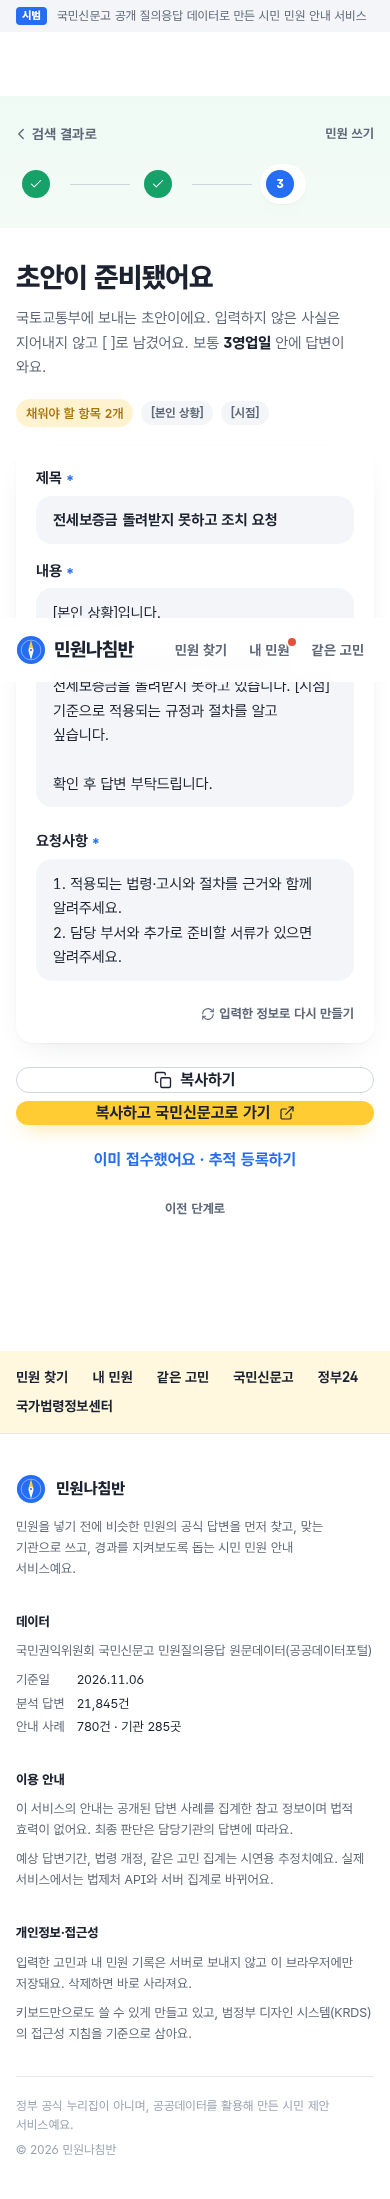 시범 국민신문고 공개 질의응답 데이터로 만든 시민 민원 안내 서비스
검색 결과로
민원 쓰기
3
초안이 준비됐어요
국토교통부에 보내는 초안이에요. 입력하지 않은 사실은
지어내지 않고 [ ]로 남겼어요. 보통 3영업일 안에 답변이
와요.
채워야 할 항목 2개 [본인 상황] [시점]
제목 *
전세보증금 돌려받지 못하고 조치 요청
내용 *
[본인 상황]입니다.
민원나침반 민원 찾기 내 민원 같은 고민
전세보증금을 돌려받지 못하고 있습니다. [시점]
기준으로 적용되는 규정과 절차를 알고
싶습니다.
확인 후 답변 부탁드립니다.
요청사항 *
1. 적용되는 법령·고시와 절차를 근거와 함께
알려주세요.
2. 담당 부서와 추가로 준비할 서류가 있으면
알려주세요.
입력한 정보로 다시 만들기
복사하기
복사하고 국민신문고로 가기
이미 접수했어요 · 추적 등록하기
이전 단계로
민원 찾기 내 민원 같은 고민 국민신문고 정부24
국가법령정보센터
민원나침반
민원을 넣기 전에 비슷한 민원의 공식 답변을 먼저 찾고, 맞는
기관으로 쓰고, 경과를 지켜보도록 돕는 시민 민원 안내
서비스예요.
데이터
국민권익위원회 국민신문고 민원질의응답 원문데이터(공공데이터포털)
기준일 2026.11.06
분석 답변 21,845건
안내 사례 780건 · 기관 285곳
이용 안내
이 서비스의 안내는 공개된 답변 사례를 집계한 참고 정보이며 법적
효력이 없어요. 최종 판단은 담당기관의 답변에 따라요.
예상 답변기간, 법령 개정, 같은 고민 집계는 시연용 추정치예요. 실제
서비스에서는 법제처 API와 서버 집계로 바뀌어요.
개인정보·접근성
입력한 고민과 내 민원 기록은 서버로 보내지 않고 이 브라우저에만
저장돼요. 삭제하면 바로 사라져요.
키보드만으로도 쓸 수 있게 만들고 있고, 범정부 디자인 시스템(KRDS)
의 접근성 지침을 기준으로 삼아요.
정부 공식 누리집이 아니며, 공공데이터를 활용해 만든 시민 제안
서비스예요.
© 2026 민원나침반